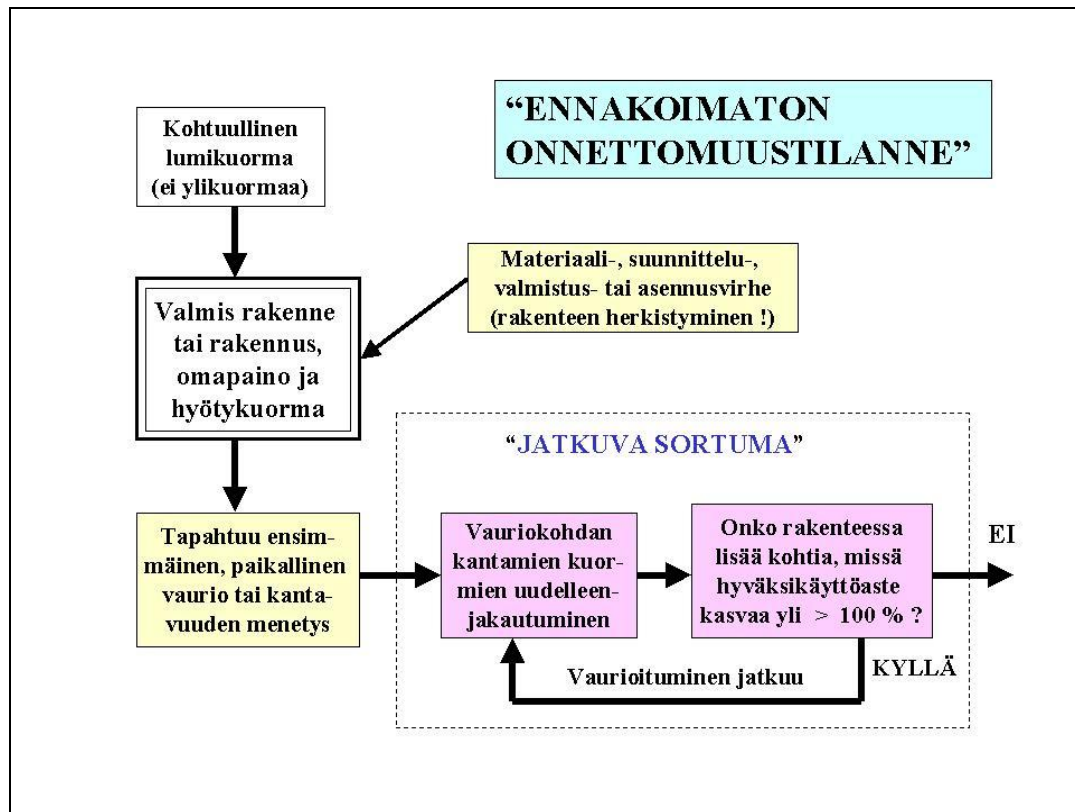 “ENNAKOIMATON
ONNETTOMUUSTILANNE”
Kohtuullinen
lumikuorma
(ei ylikuormaa)
Materiaali-, suunnittelu-,
valmistus- tai asennusvirhe
(rakenteen herkistyminen !)
Valmis rakenne
tai rakennus,
omapaino ja
hyötykuorma
“JATKUVA SORTUMA”
Tapahtuu ensim-
mäinen, paikallinen
vaurio tai kanta-
vuuden menetys
Vauriokohdan
kantamien kuor-
mien uudelleen-
jakautuminen
Onko rakenteessa
lisää kohtia, missä
hyväksikäyttöaste
kasvaa yli > 100 % ?
EI
KYLLÄ
Vaurioituminen jatkuu